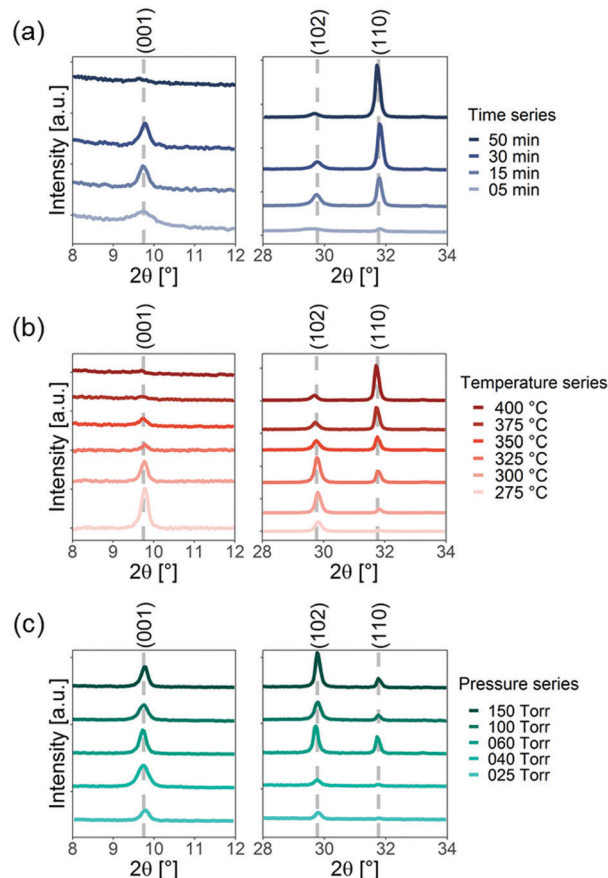 (a)
(001)
(102)
(110)
Intensity [a.u.]
8 9 10 11 12
2θ [°]
28 30 32 34
2θ [°]
Time series
50 min
30 min
15 min
05 min
(b)
(001)
(102)
(110)
Intensity [a.u.]
8 9 10 11 12
2θ [°]
28 30 32 34
2θ [°]
Temperature series
400 °C
375 °C
350 °C
325 °C
300 °C
275 °C
(c)
(001)
(102)
(110)
Intensity [a.u.]
8 9 10 11 12
2θ [°]
28 30 32 34
2θ [°]
Pressure series
150 Torr
100 Torr
060 Torr
040 Torr
025 Torr